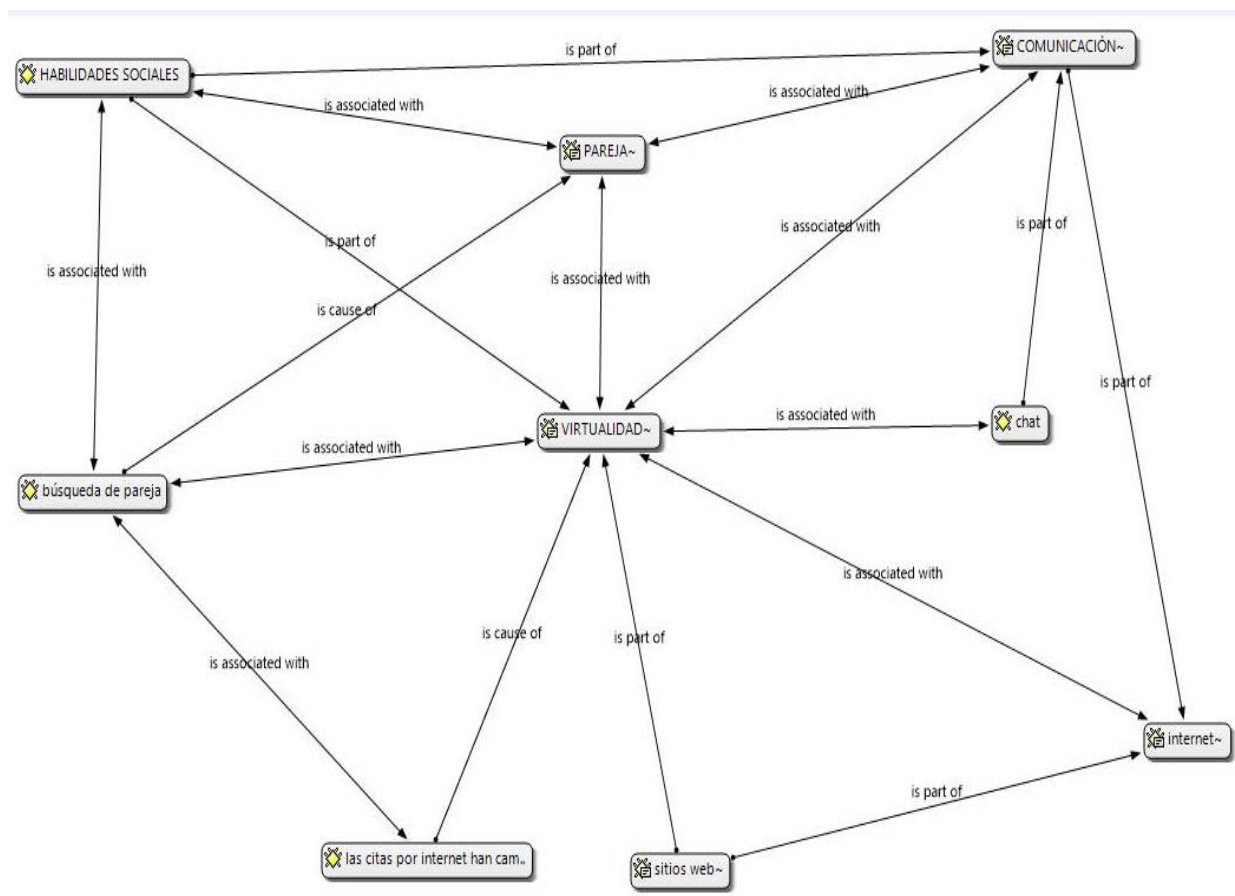 COMUNICACIÓN~
is part of
HABILIDADES SOCIALES
is associated with
is associated with
PAREJA~
is part of
is associated with
is part of
is associated with
is associated with
is cause of
is part of
is associated with
chat
VIRTUALIDAD~
is associated with
búsqueda de pareja
is associated with
is cause of
is part of
is associated with
internet~
is part of
las citas por internet han cam..
sitios web~